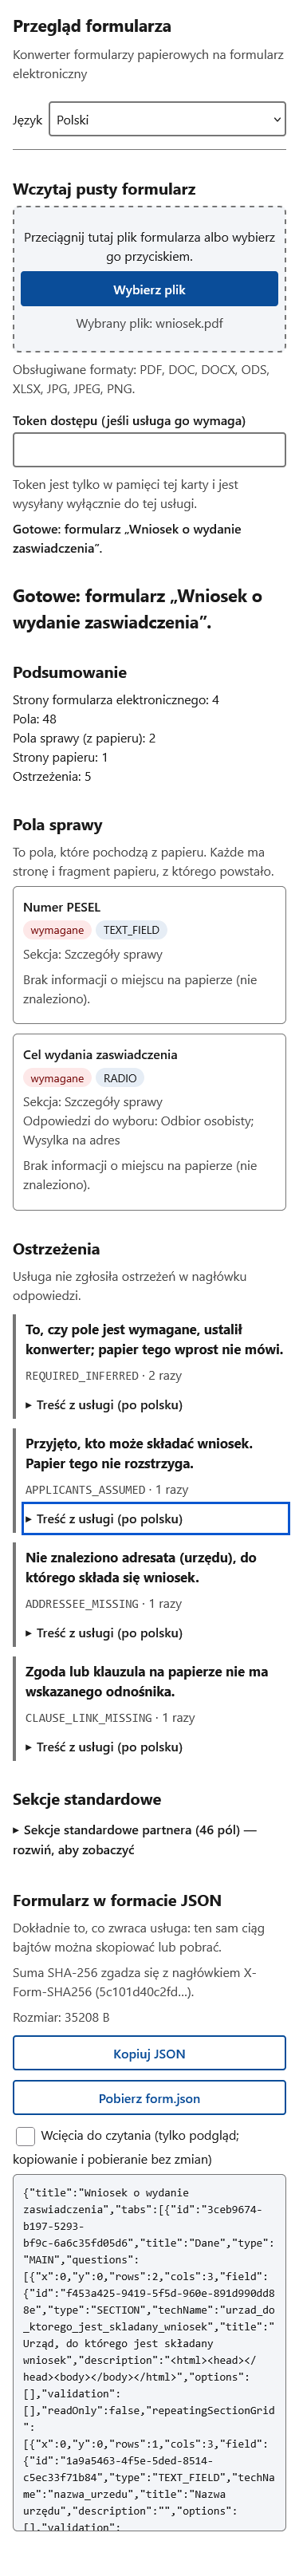 Przegląd formularza
Konwerter formularzy papierowych na formularz
elektroniczny
Język
Polski
Wczytaj pusty formularz
Przeciągnij tutaj plik formularza albo wybierz
go przyciskiem.
Wybierz plik
Wybrany plik: wniosek.pdf
Obsługiwane formaty: PDF, DOC, DOCX, ODS,
XLSX, JPG, JPEG, PNG.
Token dostępu (jeśli usługa go wymaga)
Token jest tylko w pamięci tej karty i jest
wysyłany wyłącznie do tej usługi.
Gotowe: formularz „Wniosek o wydanie
zaswiadczenia”.
Gotowe: formularz „Wniosek o
wydanie zaswiadczenia”.
Podsumowanie
Strony formularza elektronicznego: 4
Pola: 48
Pola sprawy (z papieru): 2
Strony papieru: 1
Ostrzeżenia: 5
Pola sprawy
To pola, które pochodzą z papieru. Każde ma
stronę i fragment papieru, z którego powstało.
Numer PESEL
wymagane TEXT_FIELD
Sekcja: Szczegóły sprawy
Brak informacji o miejscu na papierze (nie
znaleziono).
Cel wydania zaswiadczenia
wymagane RADIO
Sekcja: Szczegóły sprawy
Odpowiedzi do wyboru: Odbior osobisty;
Wysylka na adres
Brak informacji o miejscu na papierze (nie
znaleziono).
Ostrzeżenia
Usługa nie zgłosiła ostrzeżeń w nagłówku
odpowiedzi.
To, czy pole jest wymagane, ustalił
konwerter; papier tego wprost nie mówi.
REQUIRED_INFERRED · 2 razy
▸ Treść z usługi (po polsku)
Przyjęto, kto może składać wniosek.
Papier tego nie rozstrzyga.
APPLICANTS_ASSUMED · 1 razy
▸ Treść z usługi (po polsku)
Nie znaleziono adresata (urzędu), do
którego składa się wniosek.
ADDRESSEE_MISSING · 1 razy
▸ Treść z usługi (po polsku)
Zgoda lub klauzula na papierze nie ma
wskazanego odnośnika.
CLAUSE_LINK_MISSING · 1 razy
▸ Treść z usługi (po polsku)
Sekcje standardowe
▸ Sekcje standardowe partnera (46 pól) —
rozwiń, aby zobaczyć
Formularz w formacie JSON
Dokładnie to, co zwraca usługa: ten sam ciąg
bajtów można skopiować lub pobrać.
Suma SHA-256 zgadza się z nagłówkiem X-
Form-SHA256 (5c101d40c2fd…).
Rozmiar: 35208 B
Kopiuj JSON
Pobierz form.json
Wcięcia do czytania (tylko podgląd;
kopiowanie i pobieranie bez zmian)
{"title":"Wniosek o wydanie
zaswiadczenia","tabs":[{"id":"3ceb9674-
b197-5293-
bf9c-6a6c35fd05d6","title":"Dane","type":
"MAIN","questions":
[{"x":0,"y":0,"rows":2,"cols":3,"field":
{"id":"f453a425-9419-5f5d-960e-891d990dd8
8e","type":"SECTION","techName":"urzad_do
_ktorego_jest_skladany_wniosek","title":"
Urząd, do którego jest składany
wniosek","description":"<html><head></
head><body></body></html>","options":
[],"validation":
[],"readOnly":false,"repeatingSectionGrid
":
[{"x":0,"y":0,"rows":1,"cols":3,"field":
{"id":"1a9a5463-4f5e-5ded-8514-
c5ec33f71b84","type":"TEXT_FIELD","techNa
me":"nazwa_urzedu","title":"Nazwa
urzędu","description":"","options":
[],"validation":